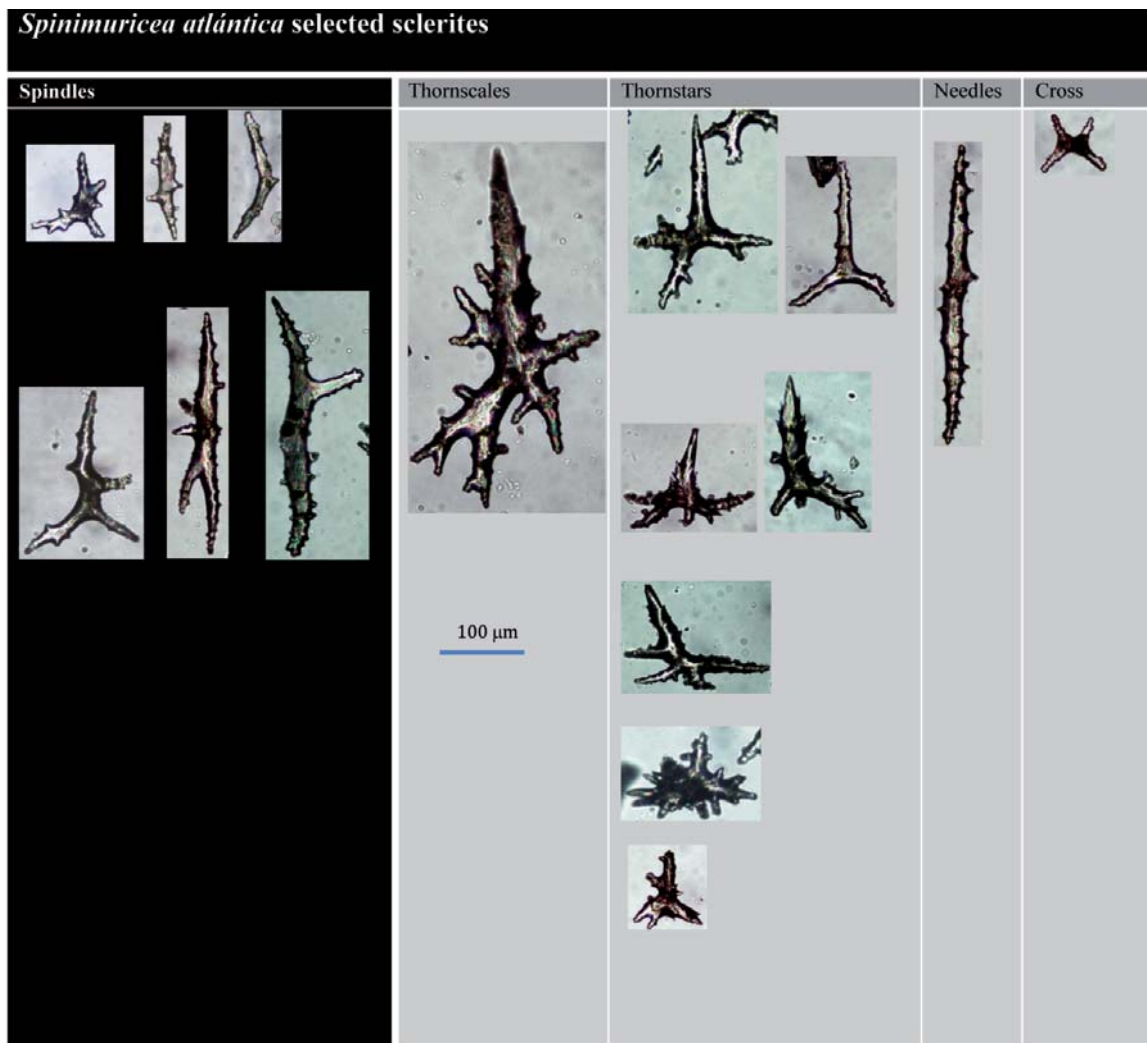 Spinimuricea atlántica selected sclerites
Spindles
Thornscales
Thornstars
Needles
Cross
100 μm